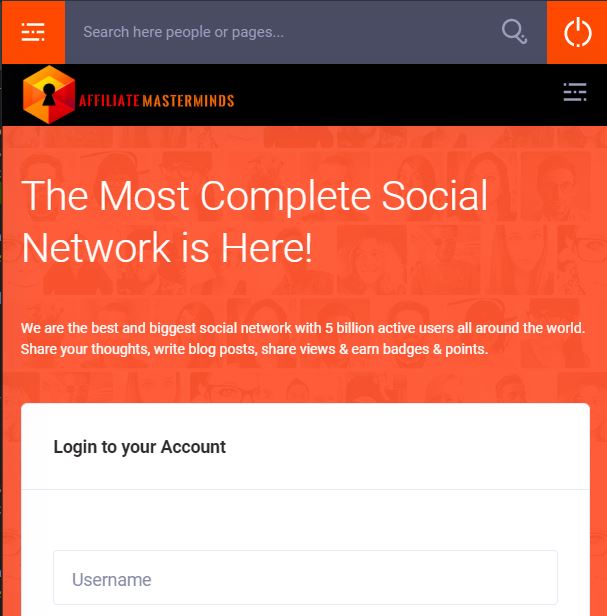 Search here people or pages...
AFFILIATE MASTERMINDS
The Most Complete Social
Network is Here!
We are the best and biggest social network with 5 billion active users all around the world.
Share your thoughts, write blog posts, share views & earn badges & points.
Login to your Account
Username